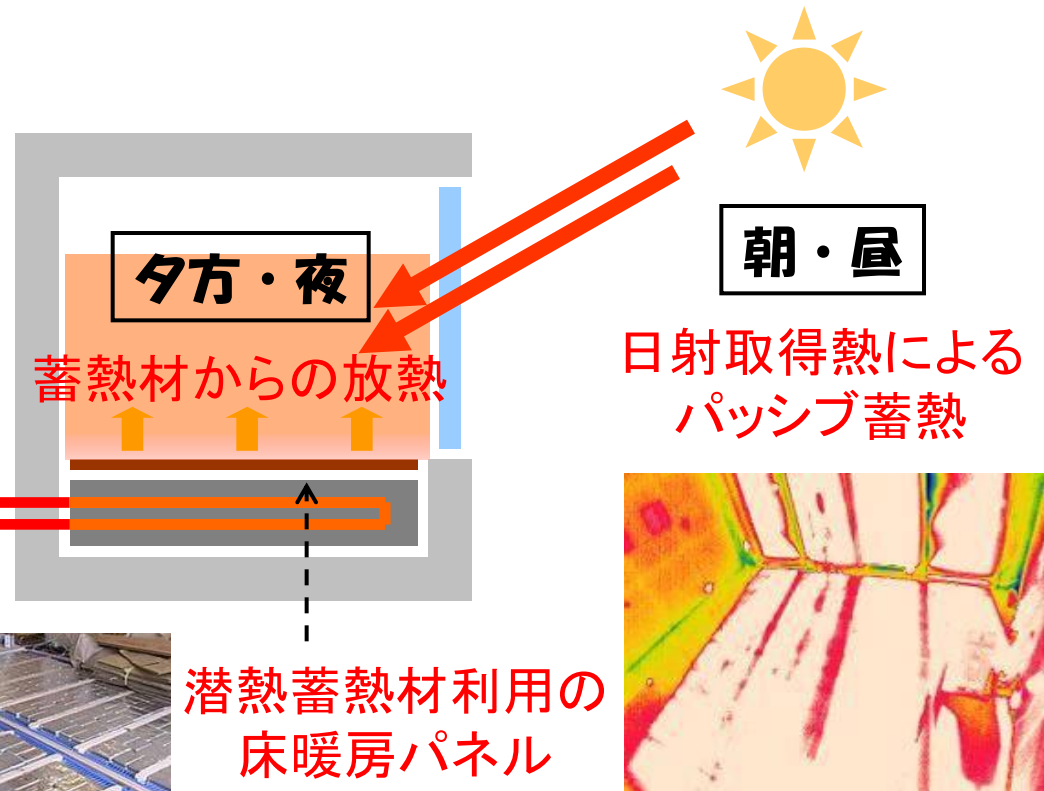 夕方・夜
蓄熱材からの放熱
朝・昼
日射取得熱による
パッシブ蓄熱
潜熱蓄熱材利用の
床暖房パネル